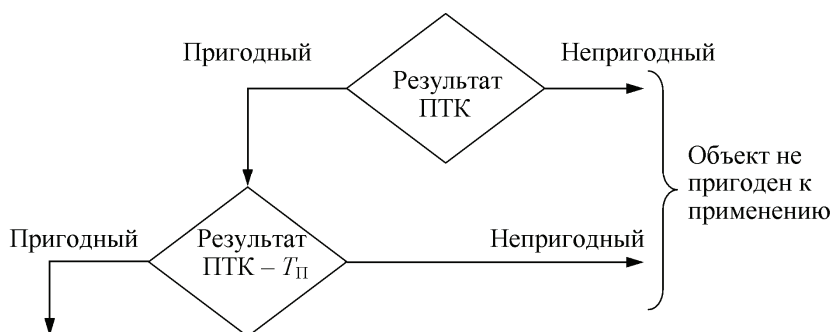 Пригодный
Непригодный
Результат
ПТК
Объект не
пригоден к
применению
Пригодный
Результат
ПТК – TП
Непригодный